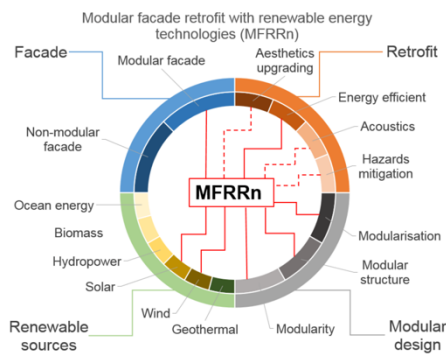 Modular facade retrofit with renewable energy
technologies (MFRRn)
Facade
Retrofit
Modular facade
Aesthetics
upgrading
Energy efficient
Non-modular
facade
Acoustics
Hazards
mitigation
MFRRn
Ocean energy
Modularisation
Biomass
Hydropower
Modular
structure
Solar
Wind
Geothermal
Modularity
Renewable
sources
Modular
design